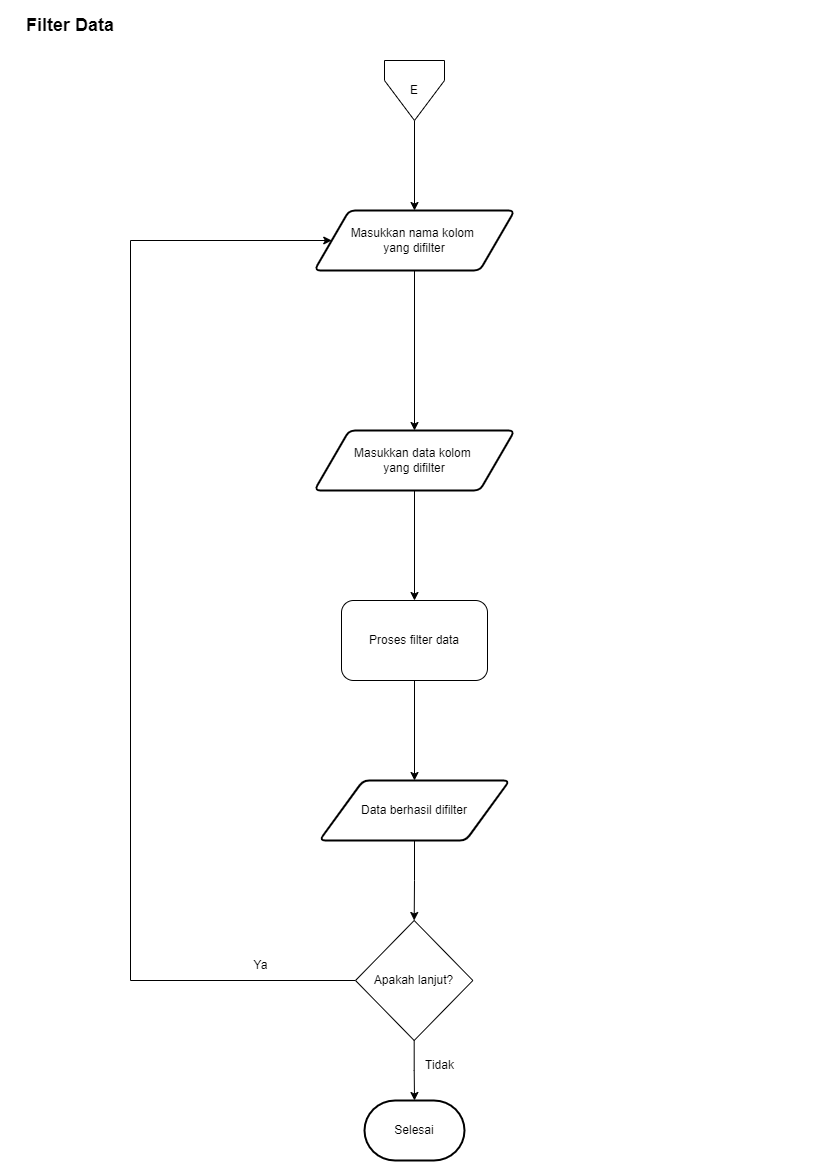 Filter Data
E
Masukkan nama kolom
yang difilter
Masukkan data kolom
yang difilter
Proses filter data
Data berhasil difilter
Ya
Apakah lanjut?
Tidak
Selesai